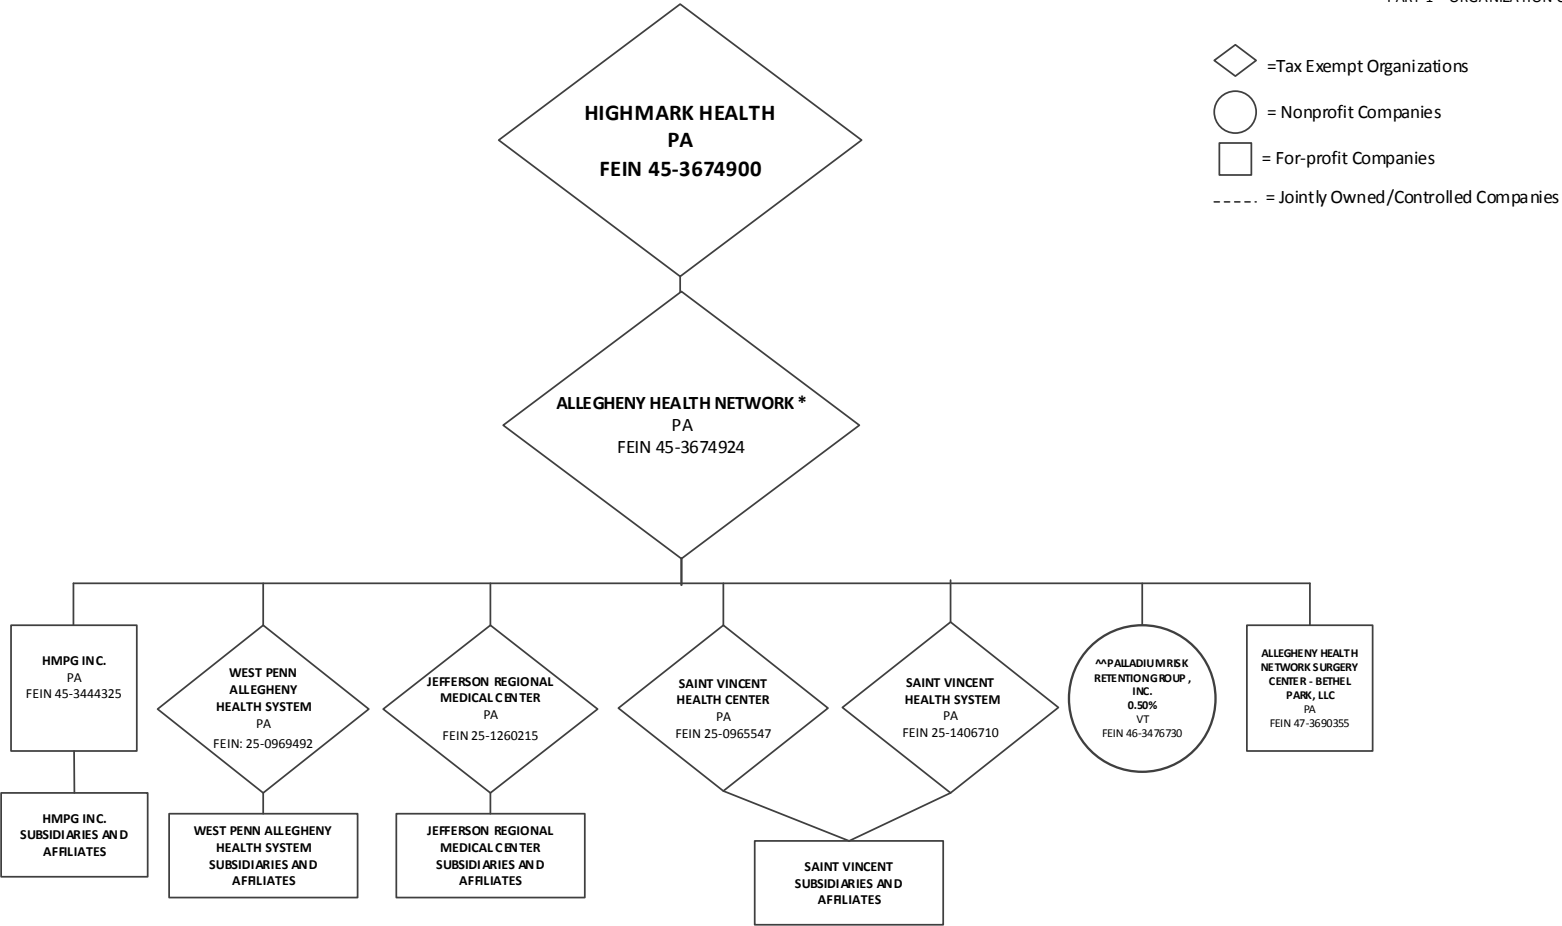 PART 1 - ORGANIZATION
=Tax Exempt Organizations
= Nonprofit Companies
= For-profit Companies
= Jointly Owned/Controlled Companies
HIGHMARK HEALTH
PA
FEIN 45-3674900
ALLEGHENY HEALTH NETWORK *
PA
FEIN 45-3674924
HMPG INC.
PA
FEIN 45-3444325
WEST PENN
ALLEGHENY
HEALTH SYSTEM
PA
FEIN: 25-0969492
JEFFERSON REGIONAL
MEDICAL CENTER
PA
FEIN 25-1260215
SAINT VINCENT
HEALTH CENTER
PA
FEIN 25-0965547
SAINT VINCENT
HEALTH SYSTEM
PA
FEIN 25-1406710
^^PALLADIUM RISK
RETENTION GROUP,
INC.
0.50%
VT
FEIN 46-3476730
ALLEGHENY HEALTH
NETWORK SURGERY
CENTER - BETHEL
PARK, LLC
PA
FEIN 47-3690355
HMPG INC.
SUBSIDIARIES AND
AFFILIATES
WEST PENN ALLEGHENY
HEALTH SYSTEM
SUBSIDIARIES AND
AFFILIATES
JEFFERSON REGIONAL
MEDICAL CENTER
SUBSIDIARIES AND
AFFILIATES
SAINT VINCENT
SUBSIDIARIES AND
AFFILIATES